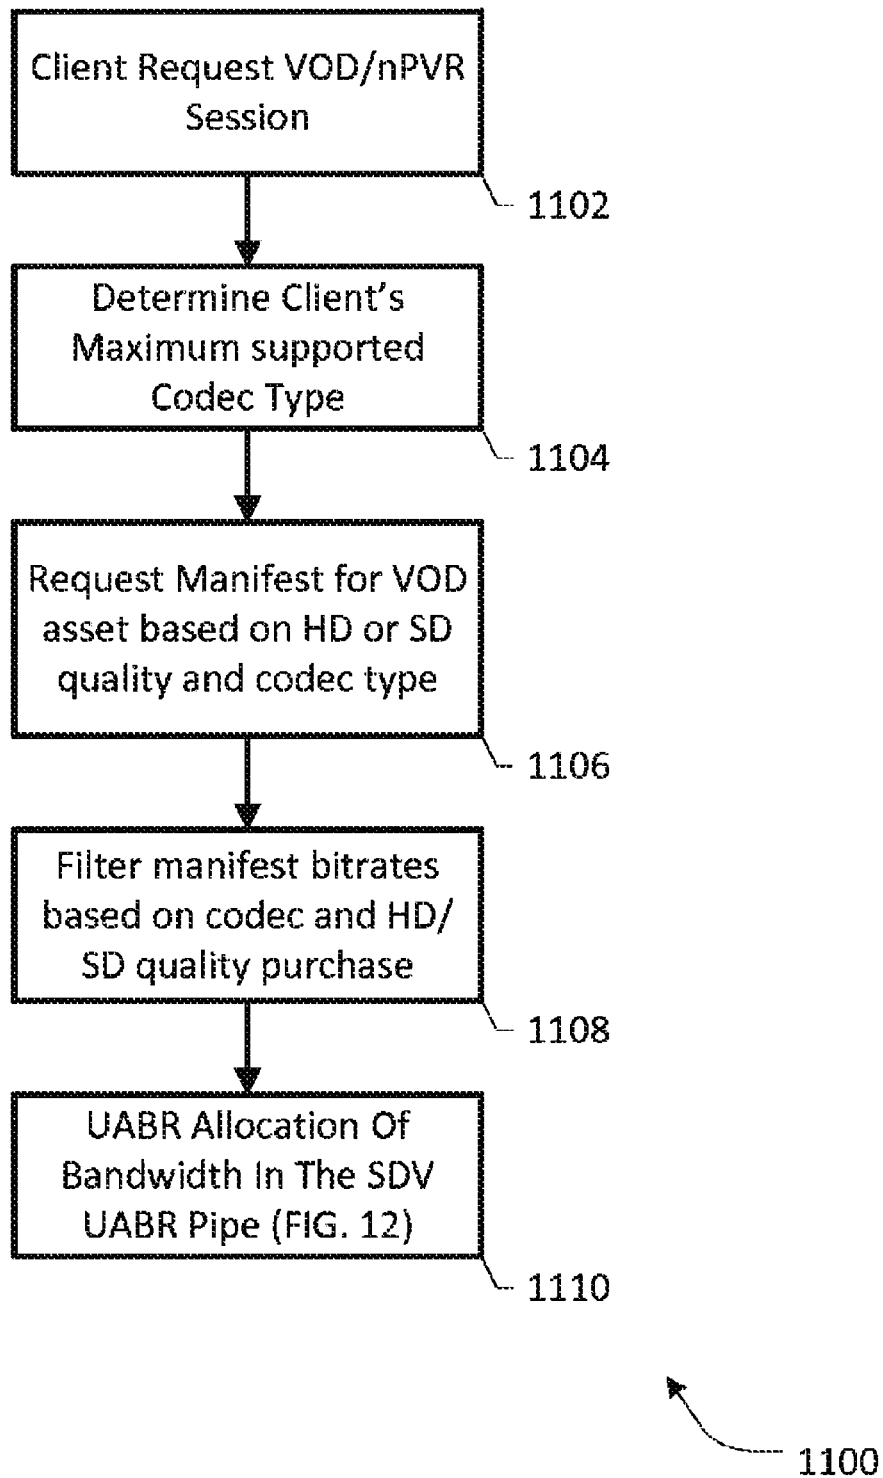 Client Request VOD/nPVR
Session
1102
Determine Client's
Maximum supported
Codec Type
1104
Request Manifest for VOD
asset based on HD or SD
quality and codec type
1106
Filter manifest bitrates
based on codec and HD/
SD quality purchase
1108
UABR Allocation Of
Bandwidth In The SDV
UABR Pipe (FIG. 12)
1110
1100